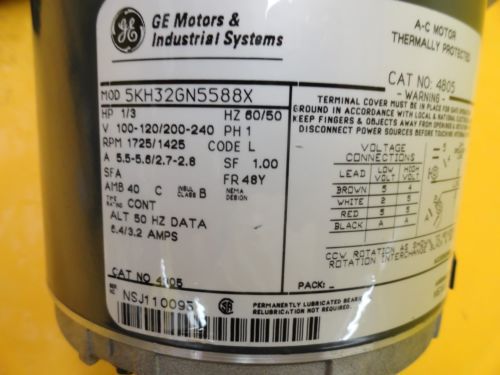 GE Motors &
Industrial Systems
MOD 5KH32GN5588X
HP 1/3 HZ 60/50
V 100-120/200-240 PH 1
RPM 1725/1425 CODE L
A 5.5-5.6/2.7-2.8 SF 1.00
SFA FR 48Y
AMB 40 C INSUL CLASS B NEMA DESIGN
TIME RATING CONT
ALT 50 HZ DATA
6.4/3.2 AMPS
CAT NO 4805
NSJ110093
A-C MOTOR
THERMALLY PROTECTED
CAT NO: 4805
-WARNING-
TERMINAL COVER MUST BE IN PLACE
GROUND IN ACCORDANCE WITH LOCAL & NATIONAL
KEEP FINGERS & OBJECTS AWAY FROM OPENINGS
DISCONNECT POWER SOURCES BEFORE
VOLTAGE
CONNECTIONS
LEAD LOW VOLT HIGH VOLT
BROWN 5 4
WHITE 2 5
RED 5 5
BLACK A A
CCW ROTATION AS
ROTATION INTERCHANGE
PACK: _
PERMANENTLY LUBRICATED
RELUBRICATION NOT REQUIRED.